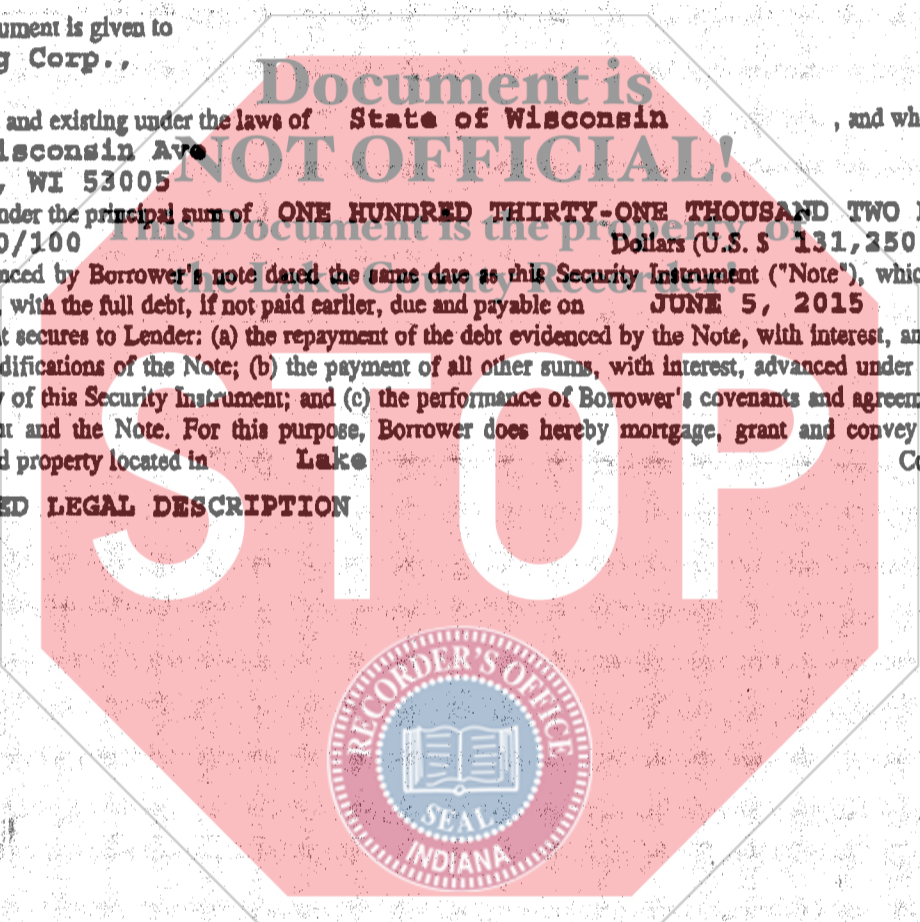 ument is given to
g Corp.,
Document is
and existing under the laws of State of Wisconsin , and wh
isconsin Ave
NOT OFFICIAL!
, WI 53005
nder the principal sum of ONE HUNDRED THIRTY-ONE THOUSAND TWO
This Document is the property of
0/100 Dollars (U.S. $ 131,250
nced by Borrower's note dated the same date as this Security Instrument ("Note"), whic
the Lake County Recorder!
with the full debt, if not paid earlier, due and payable on JUNE 5, 2015
t secures to Lender: (a) the repayment of the debt evidenced by the Note, with interest, an
difications of the Note; (b) the payment of all other sums, with interest, advanced under
y of this Security Instrument; and (c) the performance of Borrower's covenants and agreem
nt and the Note. For this purpose, Borrower does hereby mortgage, grant and convey
d property located in Lake Co
ED LEGAL DESCRIPTION
STOP
RECORDER'S OFFICE
SEAL
INDIANA